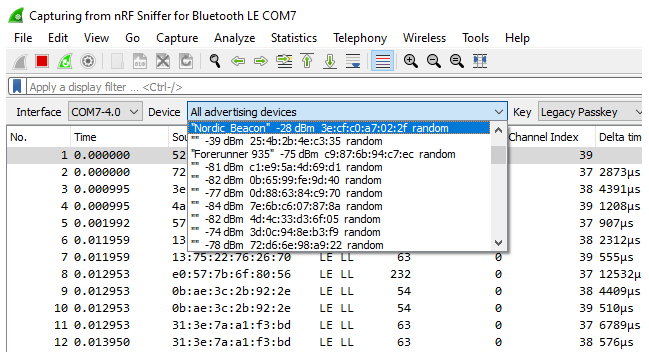 Capturing from nRF Sniffer for Bluetooth LE COM7
File Edit View Go Capture Analyze Statistics Telephony Wireless Tools Help
Apply a display filter ... <Ctrl-/>
Interface COM7-4.0 Device All advertising devices Key Legacy Passkey
"Nordic_Beacon" -28 dBm 3e:cf:c0:a7:02:2f random
"" -39 dBm 25:4b:2b:4e:c3:35 random
"Forerunner 935" -75 dBm c9:87:6b:94:c7:ec random
"" -81 dBm c1:e9:5a:4d:69:d1 random
"" -82 dBm 0b:65:99:fe:9d:40 random
"" -77 dBm 0d:88:63:84:c9:70 random
"" -84 dBm 7e:6b:c6:07:87:8a random
"" -82 dBm 4d:4c:33:d3:6f:05 random
"" -74 dBm 3d:0c:94:8e:b3:f9 random
"" -78 dBm 72:d6:6e:98:a9:22 random
No. Time Channel Index Delta time
1 0.000000 52 39
2 0.000000 72 37 2873µs
3 0.000995 3e 38 4391µs
4 0.000995 4a 39 1208µs
5 0.001992 57 37 907µs
6 0.011959 13 38 2312µs
7 0.011959 13:75:22:76:26:70 LE LL 63 0 39 555µs
8 0.012953 e0:57:7b:6f:80:56 LE LL 232 0 37 12532µs
9 0.012953 0b:ae:3c:2b:92:2e LE LL 54 0 38 4409µs
10 0.012953 0b:ae:3c:2b:92:2e LE LL 54 0 39 510µs
11 0.012953 31:3e:7a:a1:f3:bd LE LL 63 0 37 6789µs
12 0.013950 31:3e:7a:a1:f3:bd LE LL 63 0 38 576µs